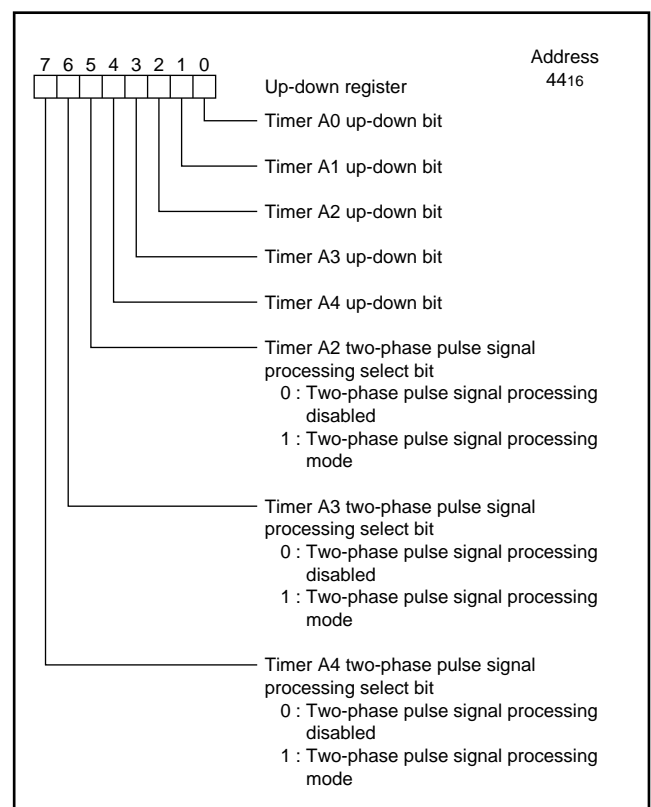 Address
44₁₆
7 6 5 4 3 2 1 0
Up-down register
Timer A0 up-down bit
Timer A1 up-down bit
Timer A2 up-down bit
Timer A3 up-down bit
Timer A4 up-down bit
Timer A2 two-phase pulse signal
processing select bit
0 : Two-phase pulse signal processing
disabled
1 : Two-phase pulse signal processing
mode
Timer A3 two-phase pulse signal
processing select bit
0 : Two-phase pulse signal processing
disabled
1 : Two-phase pulse signal processing
mode
Timer A4 two-phase pulse signal
processing select bit
0 : Two-phase pulse signal processing
disabled
1 : Two-phase pulse signal processing
mode